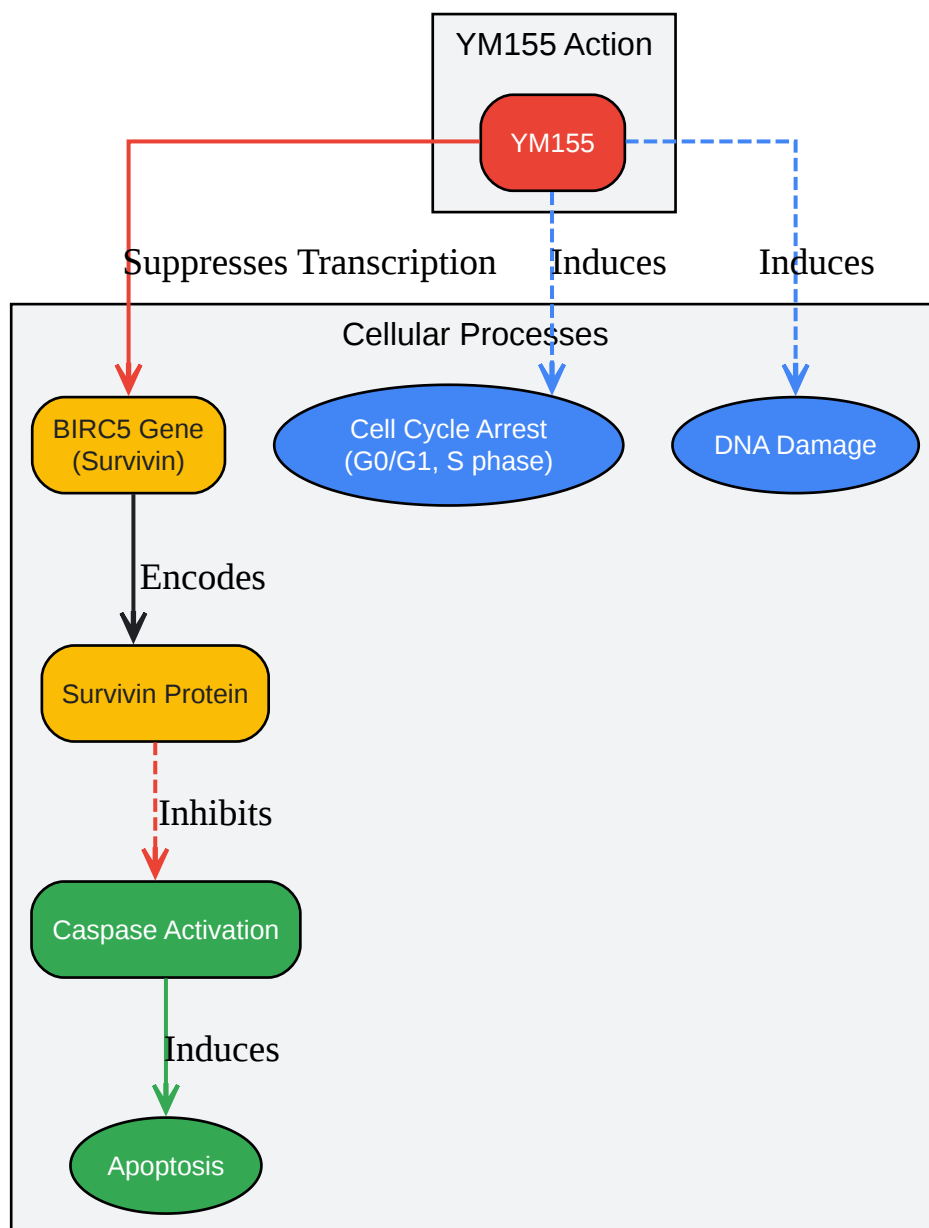 YM155 Action
YM155
Suppresses Transcription
Induces
Induces
Cellular Processes
BIRC5 Gene
(Survivin)
Cell Cycle Arrest
(G0/G1, S phase)
DNA Damage
Encodes
Survivin Protein
Inhibits
Caspase Activation
Induces
Apoptosis